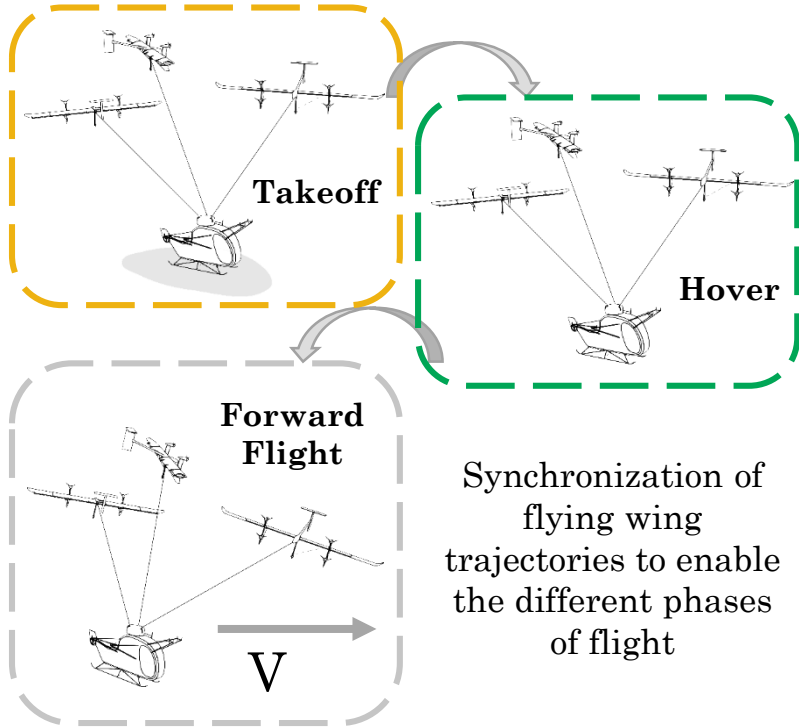 Takeoff
Hover
Forward
Flight
V
Synchronization of
flying wing
trajectories to enable
the different phases
of flight